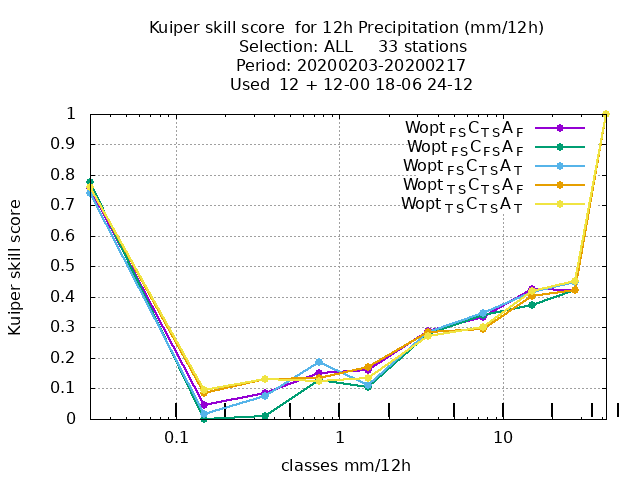 Kuiper skill score  for 12h Precipitation (mm/12h)
Selection: ALL     33 stations
Period: 20200203-20200217
Used  12 + 12-00 18-06 24-12
Wopt FS C TS A F
Wopt FS C FS A F
Wopt FS C TS A T
Wopt TS C TS A F
Wopt TS C TS A T
Kuiper skill score
1
0.9
0.8
0.7
0.6
0.5
0.4
0.3
0.2
0.1
0
0.1
1
10
classes mm/12h